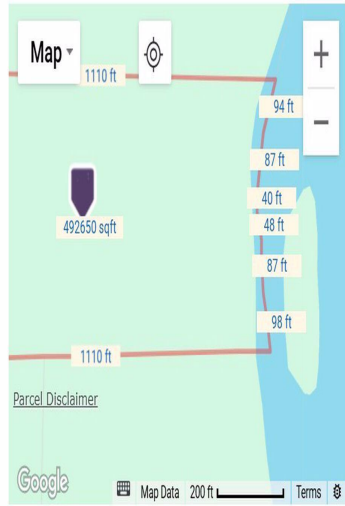 Map
1110 ft
94 ft
87 ft
40 ft
492650 sqft
48 ft
87 ft
98 ft
1110 ft
Parcel Disclaimer
Google
Map Data
200 ft
Terms